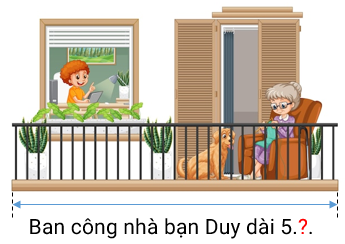 Ban công nhà bạn Duy dài 5.?.